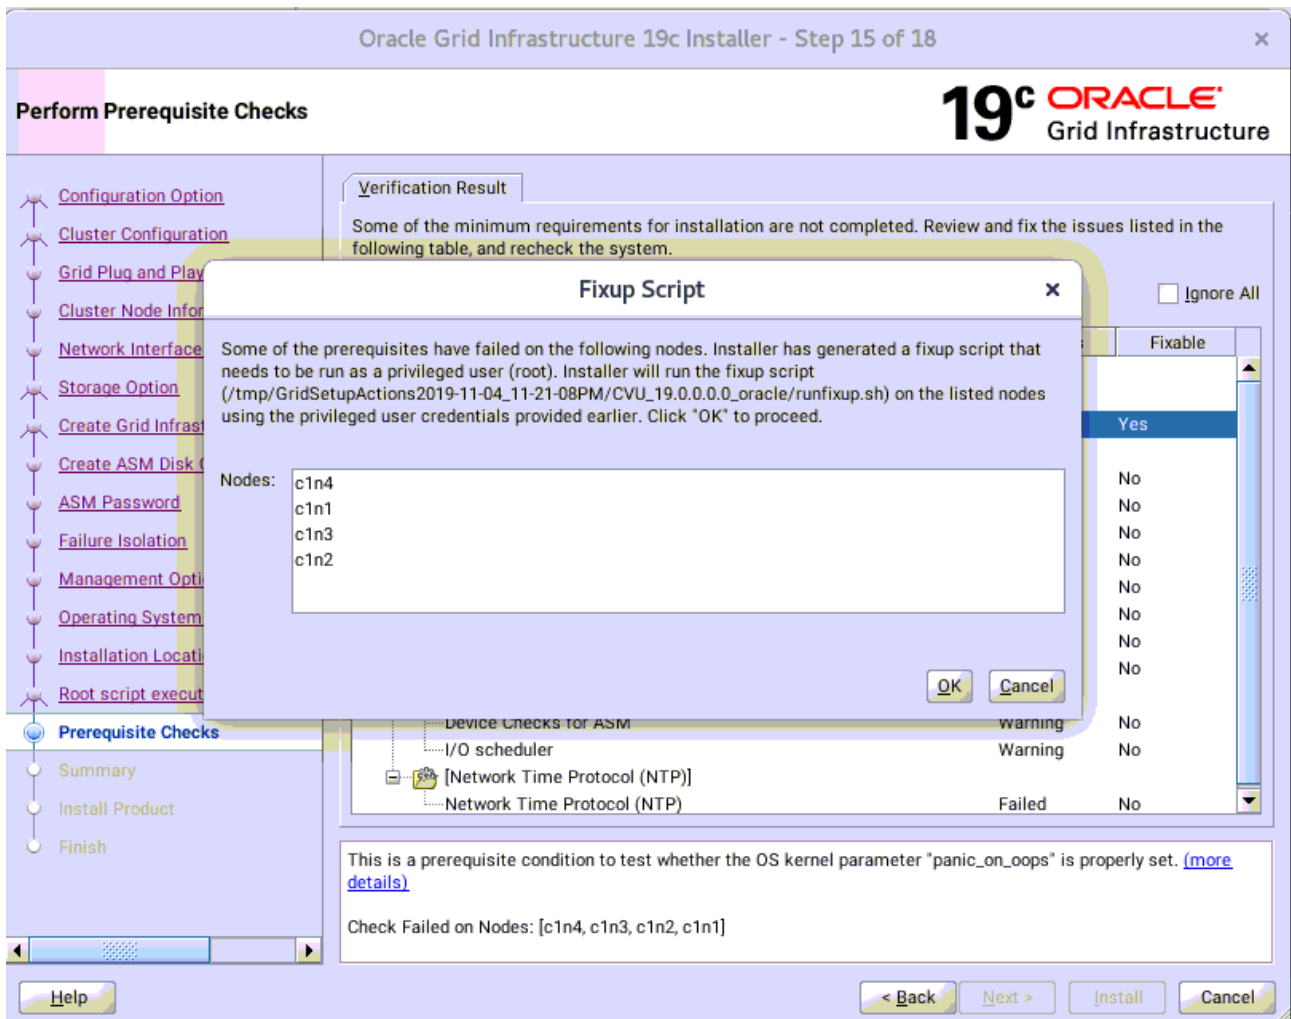 Oracle Grid Infrastructure 19c Installer - Step 15 of 18
Perform Prerequisite Checks
19c ORACLE
Grid Infrastructure
Configuration Option
Cluster Configuration
Grid Plug and Play
Cluster Node Infor
Network Interface
Storage Option
Create Grid Infrast
Create ASM Disk
ASM Password
Failure Isolation
Management Opti
Operating System
Installation Locati
Root script execut
Prerequisite Checks
Summary
Install Product
Finish
Verification Result
Some of the minimum requirements for installation are not completed. Review and fix the issues listed in the
following table, and recheck the system.
Ignore All
Fixable
Yes
No
No
No
No
No
No
No
No
Fixup Script
Some of the prerequisites have failed on the following nodes. Installer has generated a fixup script that
needs to be run as a privileged user (root). Installer will run the fixup script
(/tmp/GridSetupActions2019-11-04_11-21-08PM/CVU_19.0.0.0.0_oracle/runfixup.sh) on the listed nodes
using the privileged user credentials provided earlier. Click "OK" to proceed.
Nodes:
c1n4
c1n1
c1n3
c1n2
OK Cancel
Device Checks for ASM Warning No
I/O scheduler Warning No
[Network Time Protocol (NTP)]
Network Time Protocol (NTP) Failed No
This is a prerequisite condition to test whether the OS kernel parameter "panic_on_oops" is properly set. (more
details)
Check Failed on Nodes: [c1n4, c1n3, c1n2, c1n1]
Help < Back Next > Install Cancel